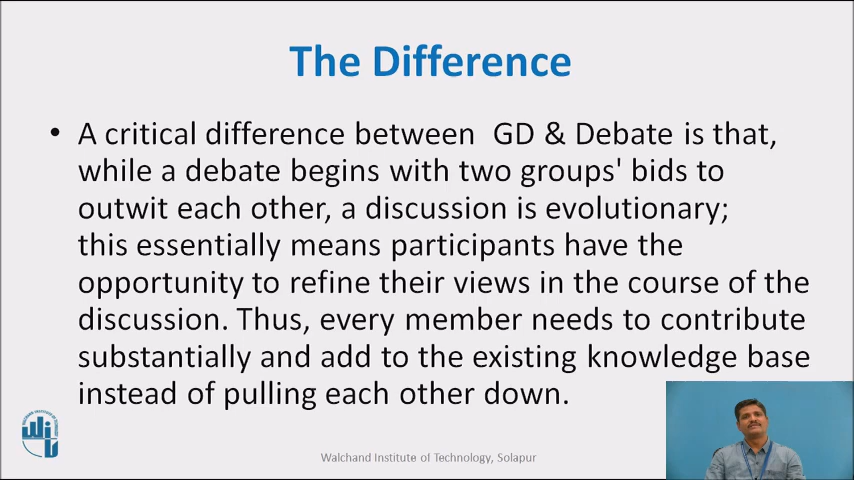 The Difference
• A critical difference between GD & Debate is that,
while a debate begins with two groups' bids to
outwit each other, a discussion is evolutionary;
this essentially means participants have the
opportunity to refine their views in the course of the
discussion. Thus, every member needs to contribute
substantially and add to the existing knowledge base
instead of pulling each other down.
Walchand Institute of Technology, Solapur